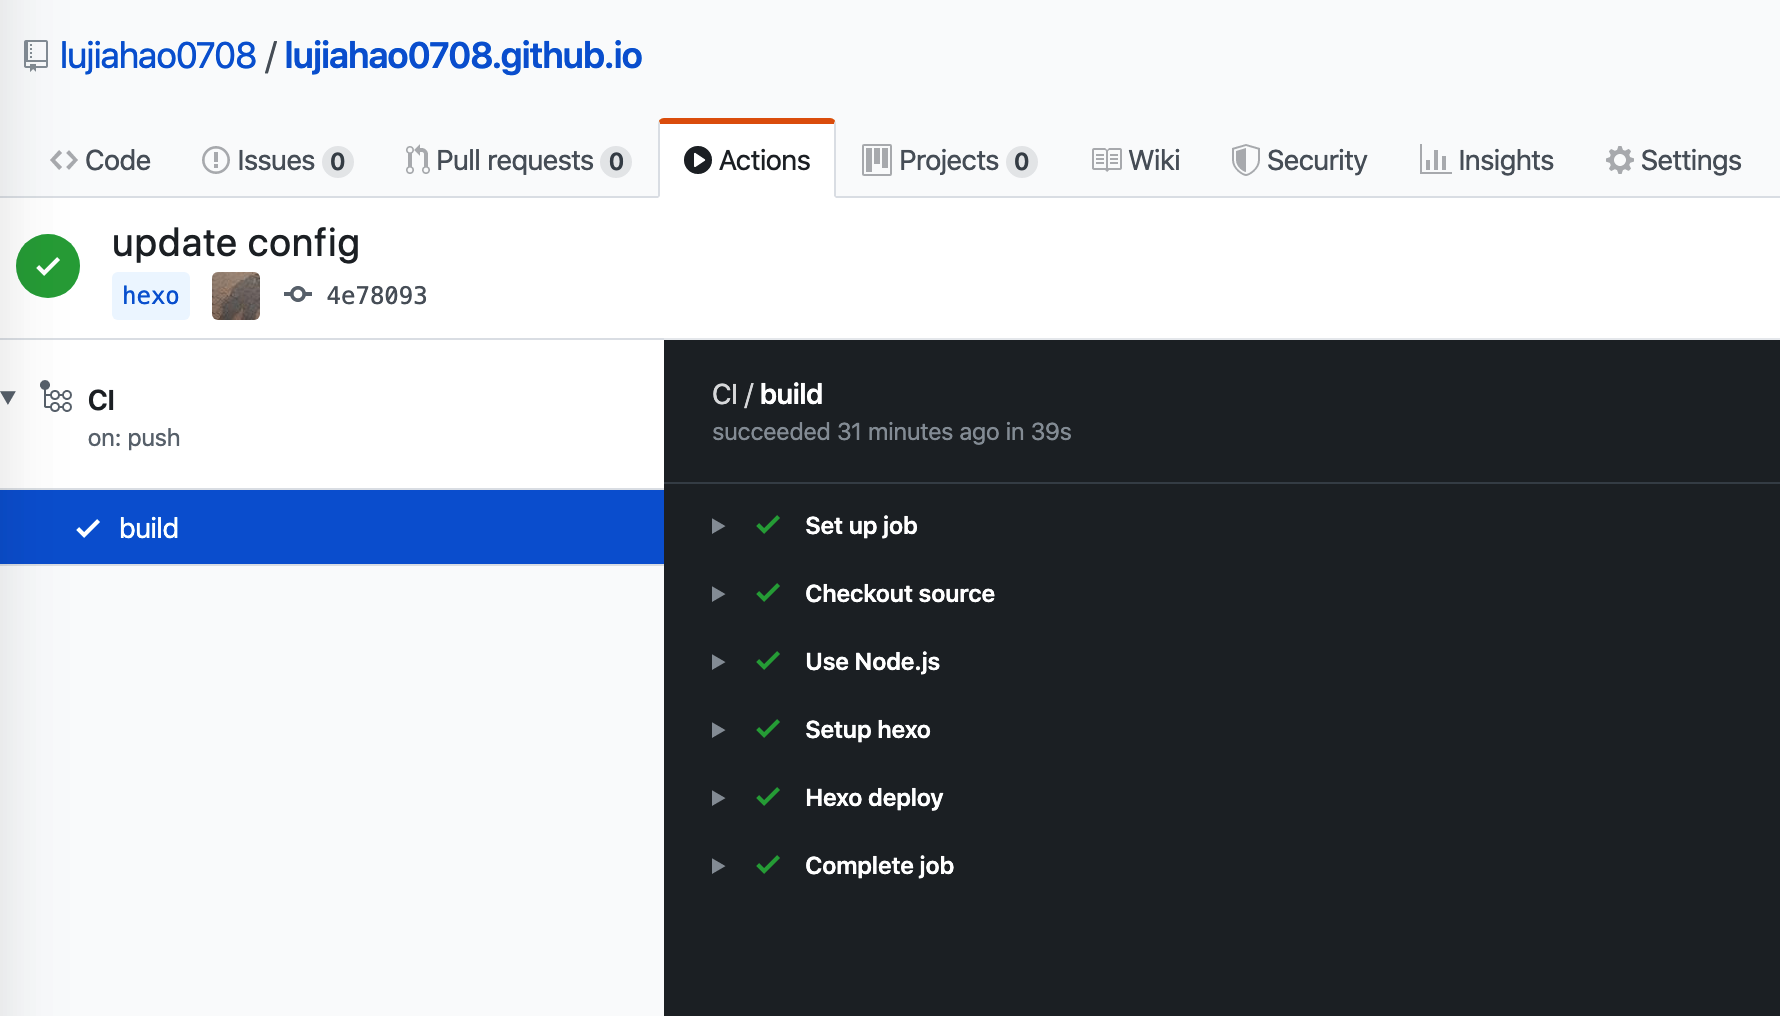 lujiahao0708 / lujiahao0708.github.io
Code Issues 0 Pull requests 0 Actions Projects 0 Wiki Security Insights Settings
update config
hexo 4e78093
CI
on: push
build
CI / build
succeeded 31 minutes ago in 39s
Set up job
Checkout source
Use Node.js
Setup hexo
Hexo deploy
Complete job